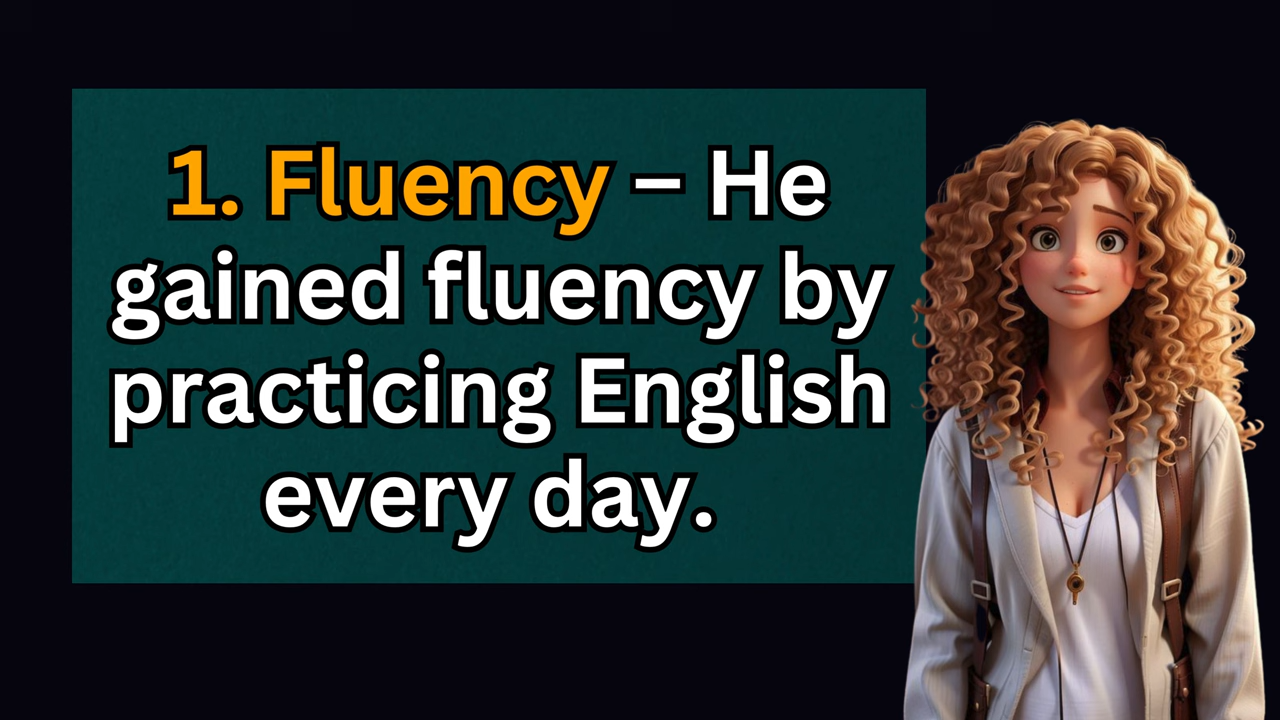 1. Fluency – He
gained fluency by
practicing English
every day.